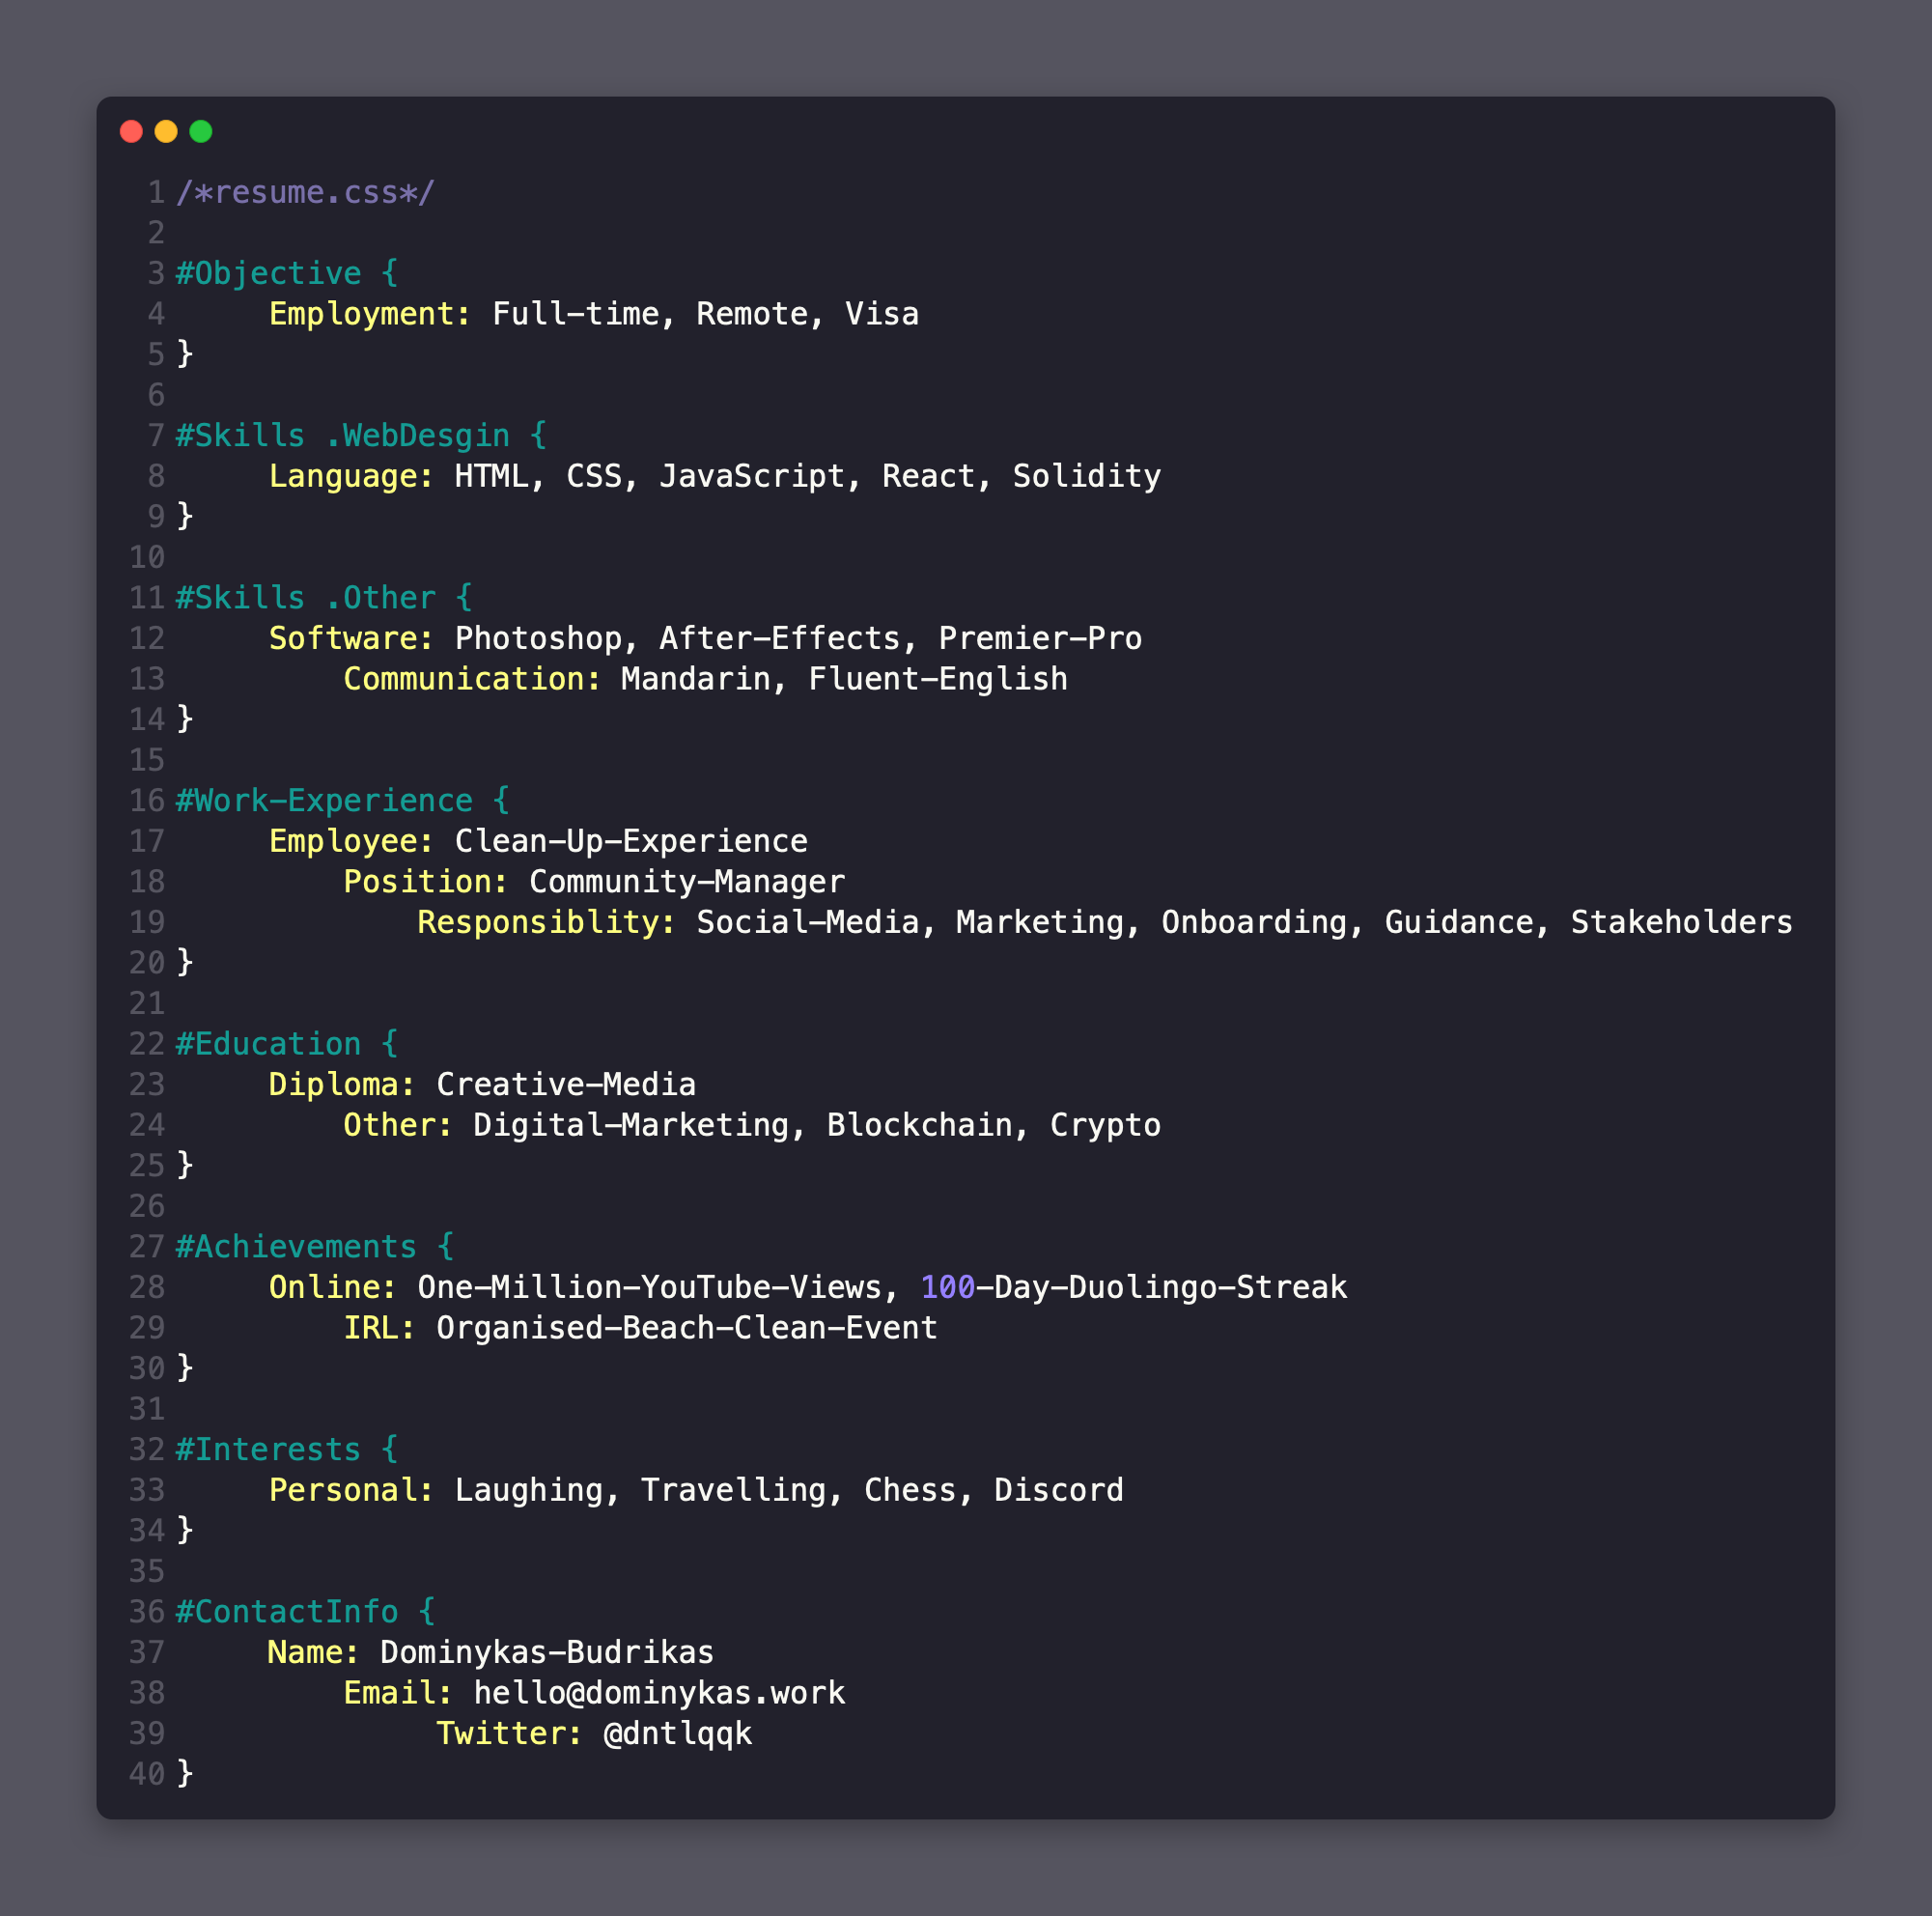 1 /*resume.css*/
2
3 #Objective {
4 Employment: Full-time, Remote, Visa
5 }
6
7 #Skills .WebDesgin {
8 Language: HTML, CSS, JavaScript, React, Solidity
9 }
10
11 #Skills .Other {
12 Software: Photoshop, After-Effects, Premier-Pro
13 Communication: Mandarin, Fluent-English
14 }
15
16 #Work-Experience {
17 Employee: Clean-Up-Experience
18 Position: Community-Manager
19 Responsiblity: Social-Media, Marketing, Onboarding, Guidance, Stakeholders
20 }
21
22 #Education {
23 Diploma: Creative-Media
24 Other: Digital-Marketing, Blockchain, Crypto
25 }
26
27 #Achievements {
28 Online: One-Million-YouTube-Views, 100-Day-Duolingo-Streak
29 IRL: Organised-Beach-Clean-Event
30 }
31
32 #Interests {
33 Personal: Laughing, Travelling, Chess, Discord
34 }
35
36 #ContactInfo {
37 Name: Dominykas-Budrikas
38 Email: hello@dominykas.work
39 Twitter: @dntlqqk
40 }